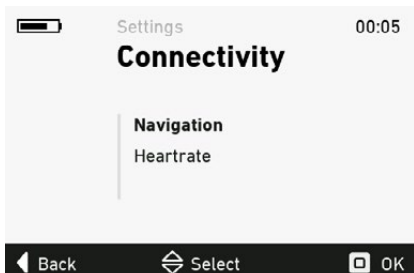 Settings
00:05
Connectivity
Navigation
Heartrate
Back
Select
OK